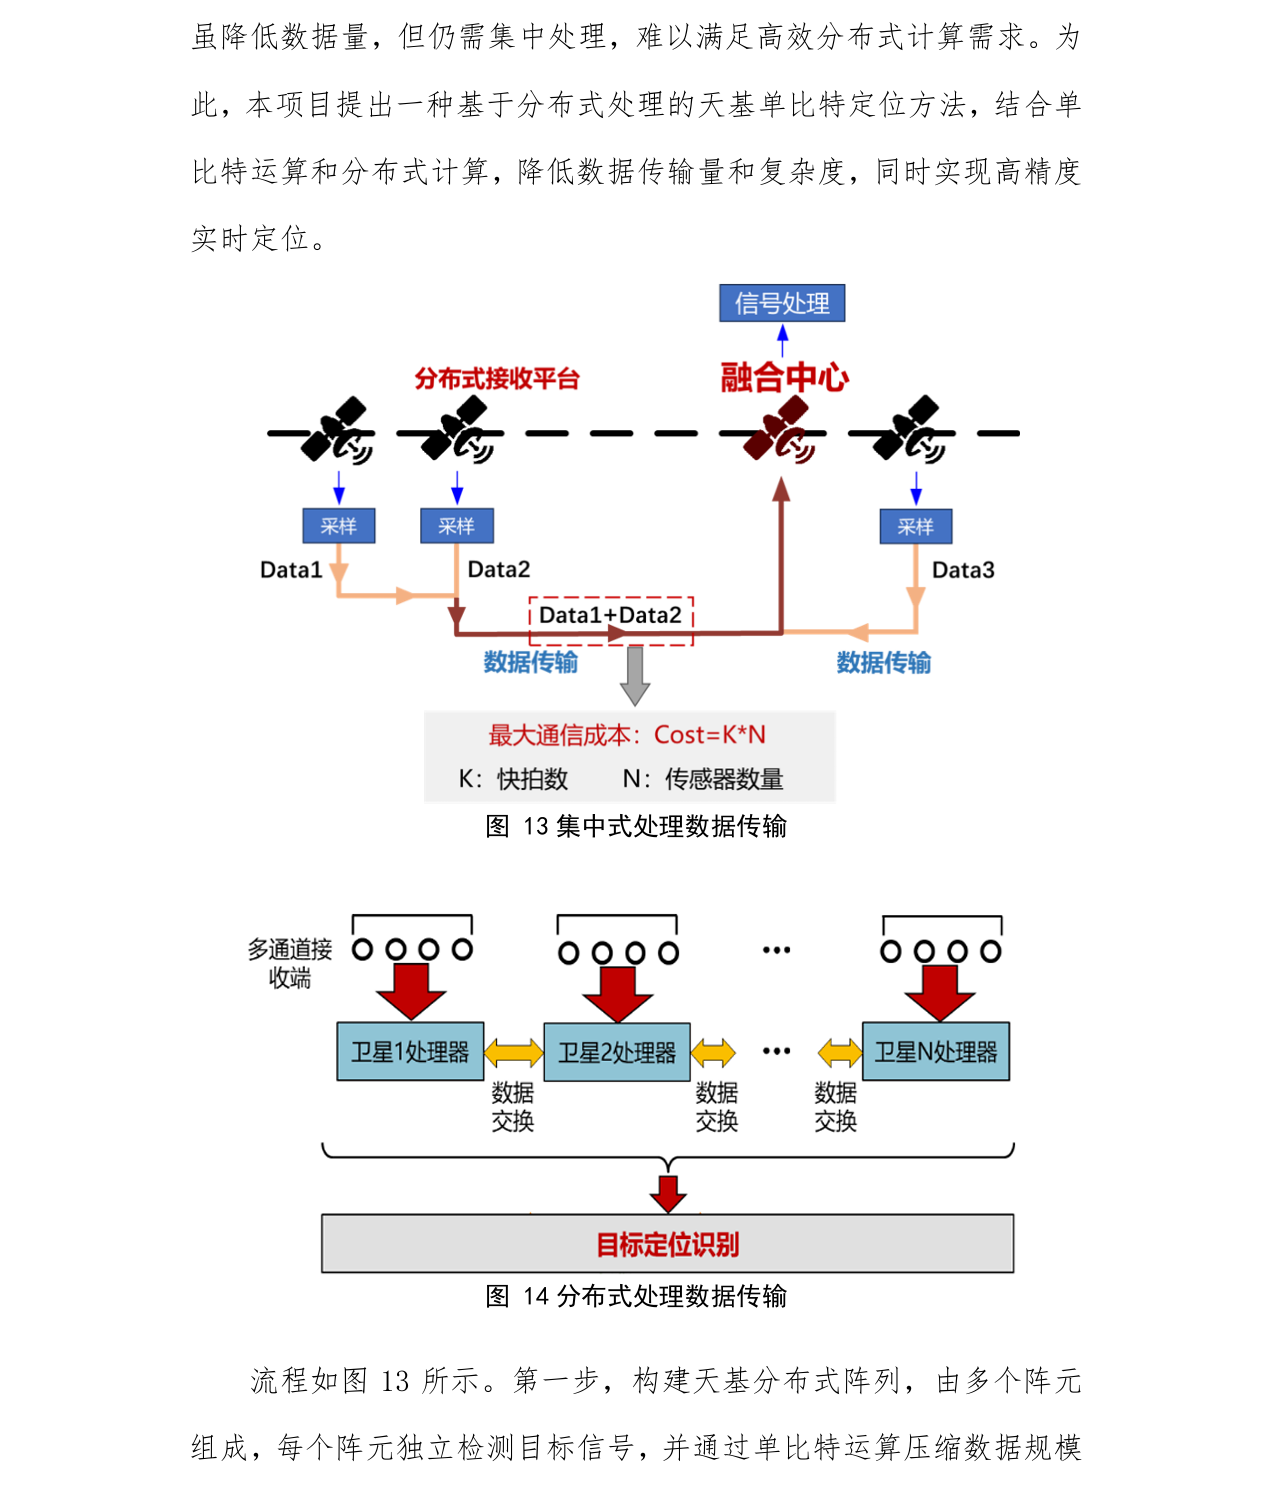 虽降低数据量，但仍需集中处理，难以满足高效分布式计算需求。为
此，本项目提出一种基于分布式处理的天基单比特定位方法，结合单
比特运算和分布式计算，降低数据传输量和复杂度，同时实现高精度
实时定位。
信号处理
分布式接收平台
融合中心
采样
采样
采样
Data1
Data2
Data3
Data1+Data2
数据传输
数据传输
最大通信成本：Cost=K*N
K：快拍数 N：传感器数量
图 13 集中式处理数据传输
多通道接
收端
...
卫星1处理器
卫星2处理器
...
卫星N处理器
数据
交换
数据
交换
数据
交换
目标定位识别
图 14 分布式处理数据传输
流程如图 13 所示。第一步，构建天基分布式阵列，由多个阵元
组成，每个阵元独立检测目标信号，并通过单比特运算压缩数据规模